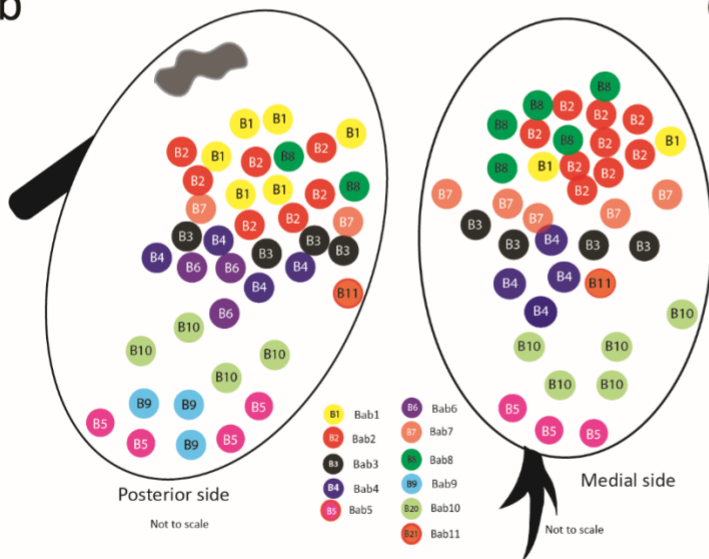 b
B1 B1 B1
B2 B1 B2 B8 B2
B2 B1 B1 B2 B8
B7 B2 B2 B7
B3 B4 B3 B3 B3
B4 B6 B6 B4
B4 B11
B6
B10
B10 B10
B10
B9 B9 B5
B5 B5 B9 B5
Posterior side
Not to scale
B8
B8 B2 B2 B2
B8 B2 B8 B2 B1
B8 B1 B2 B2 B2
B2
B7 B7 B7 B7 B7
B3 B3 B4 B3 B3
B4 B4 B11
B4 B10
B10 B10
B10 B10
B5
B5 B5
Medial side
Not to scale
B1 Bab1
B2 Bab2
B3 Bab3
B4 Bab4
B5 Bab5
B6 Bab6
B7 Bab7
B8 Bab8
B9 Bab9
B20 Bab10
B21 Bab11